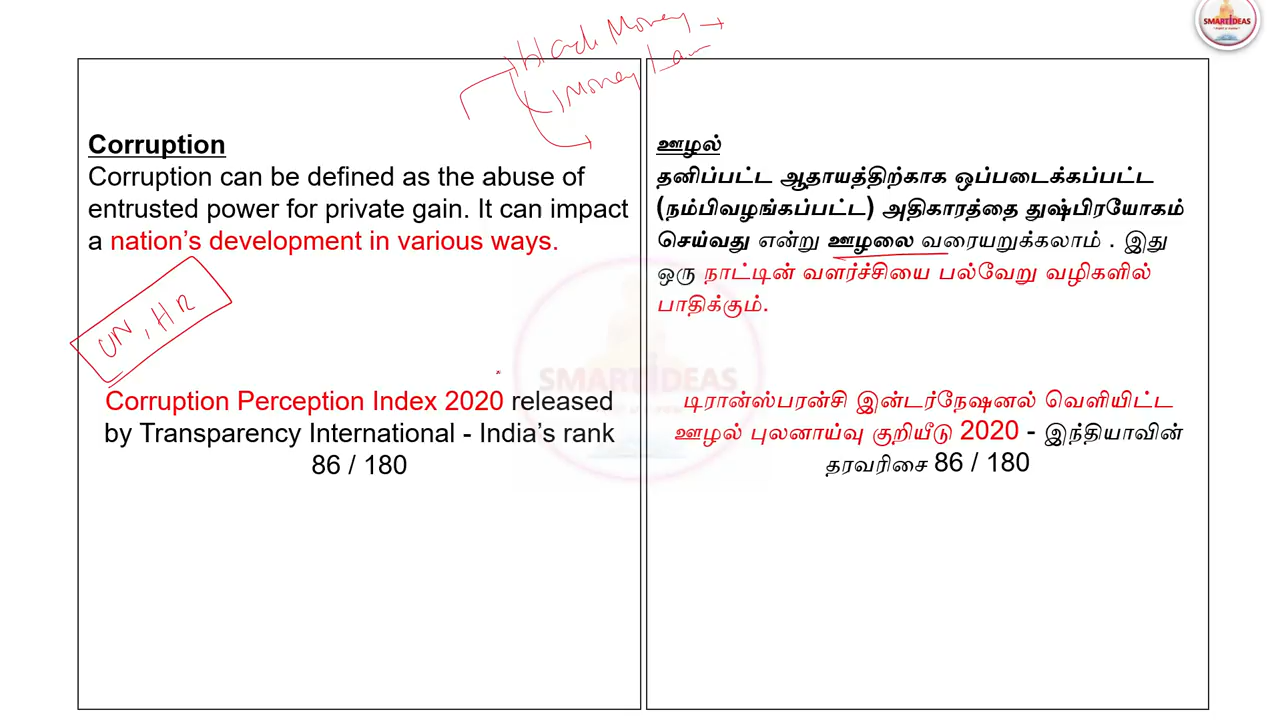 SMARTIDEAS
black Money →
Money Lau
Corruption
Corruption can be defined as the abuse of
entrusted power for private gain. It can impact
a nation's development in various ways.
UN, HR
Corruption Perception Index 2020 released
by Transparency International - India's rank
86 / 180
ஊழல்
தனிப்பட்ட ஆதாயத்திற்காக ஒப்படைக்கப்பட்ட
(நம்பிவழங்கப்பட்ட) அதிகாரத்தை துஷ்பிரயோகம்
செய்வது என்று ஊழலை வரையறுக்கலாம் . இது
ஒரு நாட்டின் வளர்ச்சியை பல்வேறு வழிகளில்
பாதிக்கும்.
டிரான்ஸ்பரன்சி இன்டர்நேஷனல் வெளியிட்ட
ஊழல் புலனாய்வு குறியீடு 2020 - இந்தியாவின்
தரவரிசை 86 / 180
SMARTIDEAS